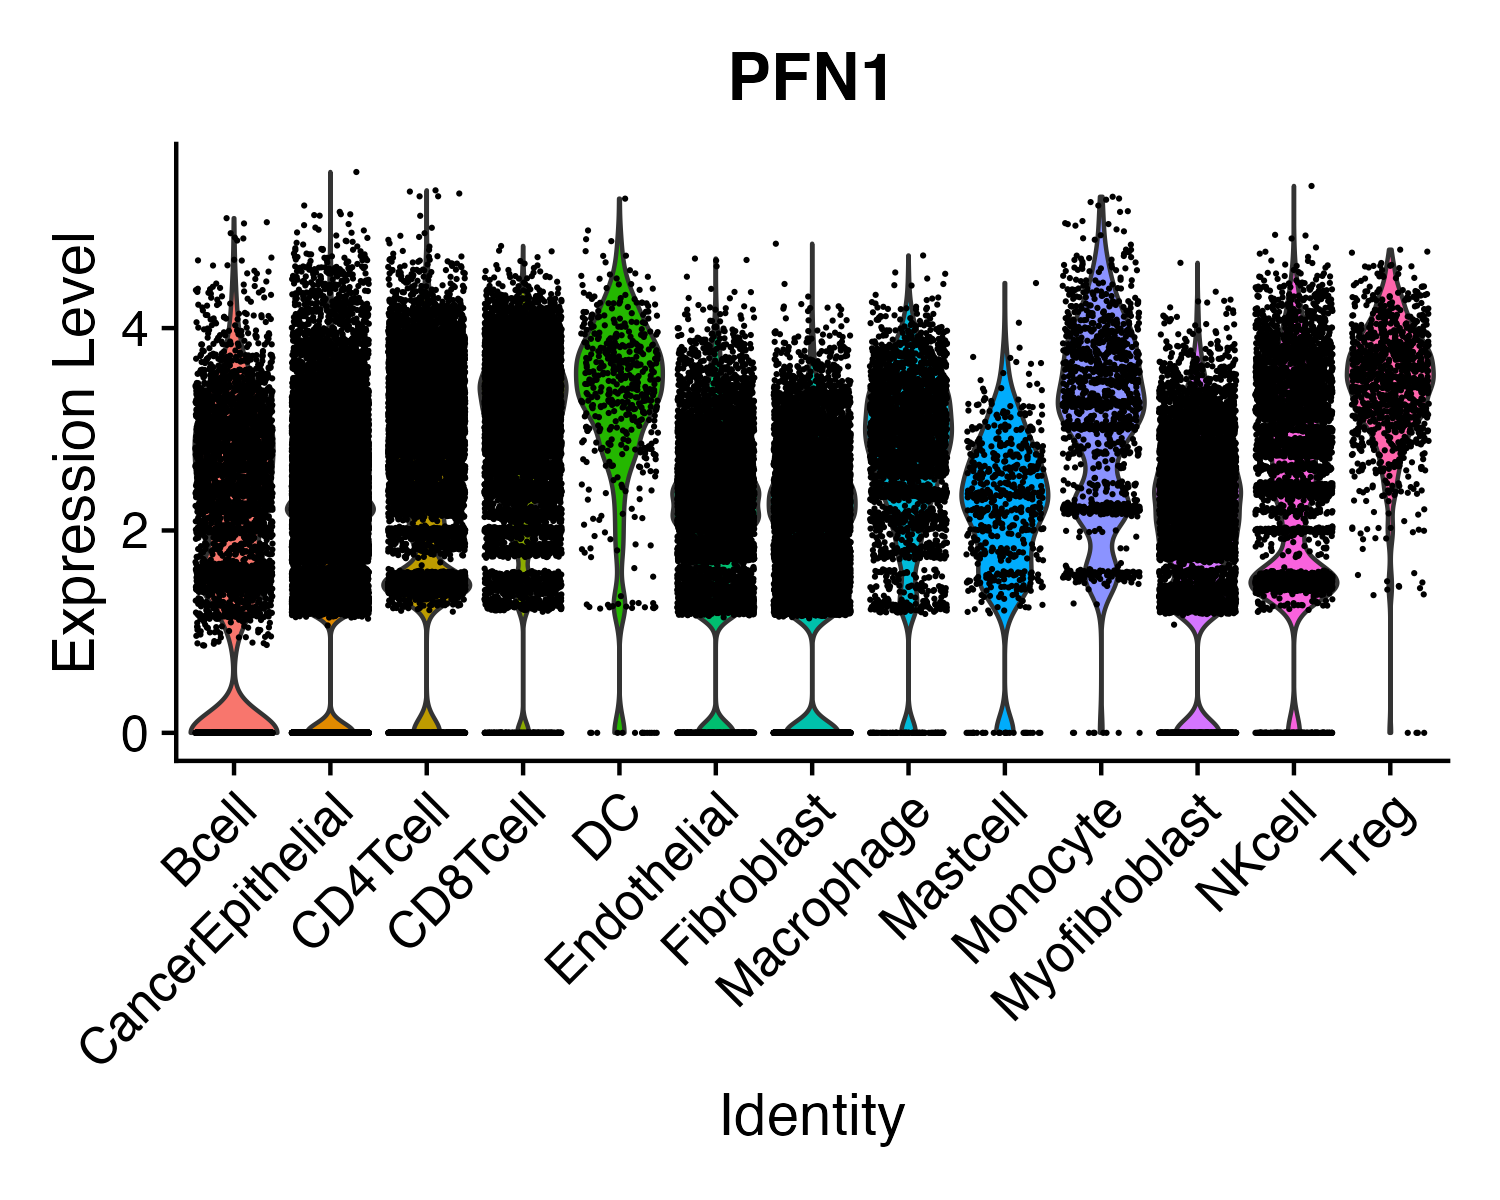 PFN1
Expression Level
4
2
0
Bcell
CancerEpithelial
CD4Tcell
CD8Tcell
DC
Endothelial
Fibroblast
Macrophage
Mastcell
Monocyte
Myofibroblast
NKcell
Treg
Identity